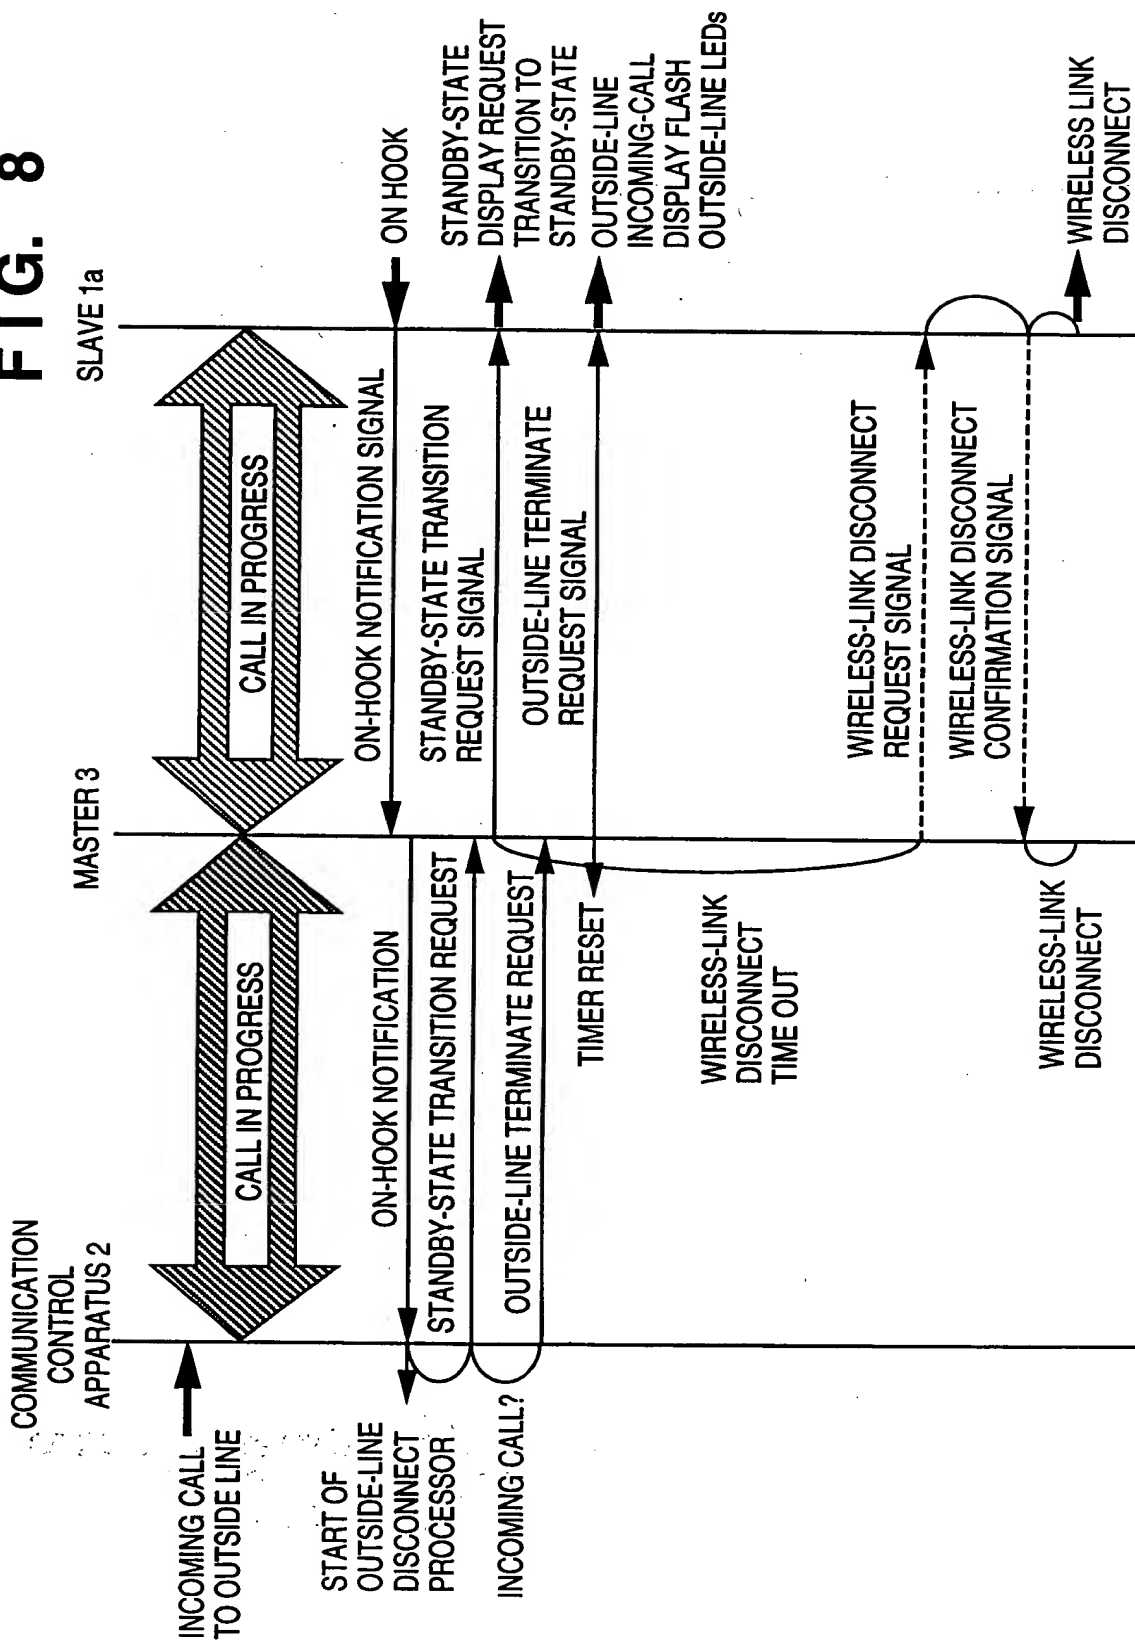 FIG. 8
COMMUNICATION
CONTROL
APPARATUS 2
MASTER 3
SLAVE 1a
INCOMING CALL
TO OUTSIDE LINE
CALL IN PROGRESS
CALL IN PROGRESS
START OF
OUTSIDE-LINE
DISCONNECT
PROCESSOR
ON-HOOK NOTIFICATION
ON-HOOK NOTIFICATION SIGNAL
ON HOOK
STANDBY-STATE TRANSITION REQUEST
STANDBY-STATE TRANSITION
REQUEST SIGNAL
STANDBY-STATE
DISPLAY REQUEST
TRANSITION TO
STANDBY-STATE
INCOMING CALL?
OUTSIDE-LINE TERMINATE REQUEST
OUTSIDE-LINE TERMINATE
REQUEST SIGNAL
OUTSIDE-LINE
INCOMING-CALL
DISPLAY FLASH
OUTSIDE-LINE LEDs
TIMER RESET
WIRELESS-LINK
DISCONNECT
TIME OUT
WIRELESS-LINK DISCONNECT
REQUEST SIGNAL
WIRELESS-LINK DISCONNECT
CONFIRMATION SIGNAL
WIRELESS-LINK
DISCONNECT
WIRELESS LINK
DISCONNECT